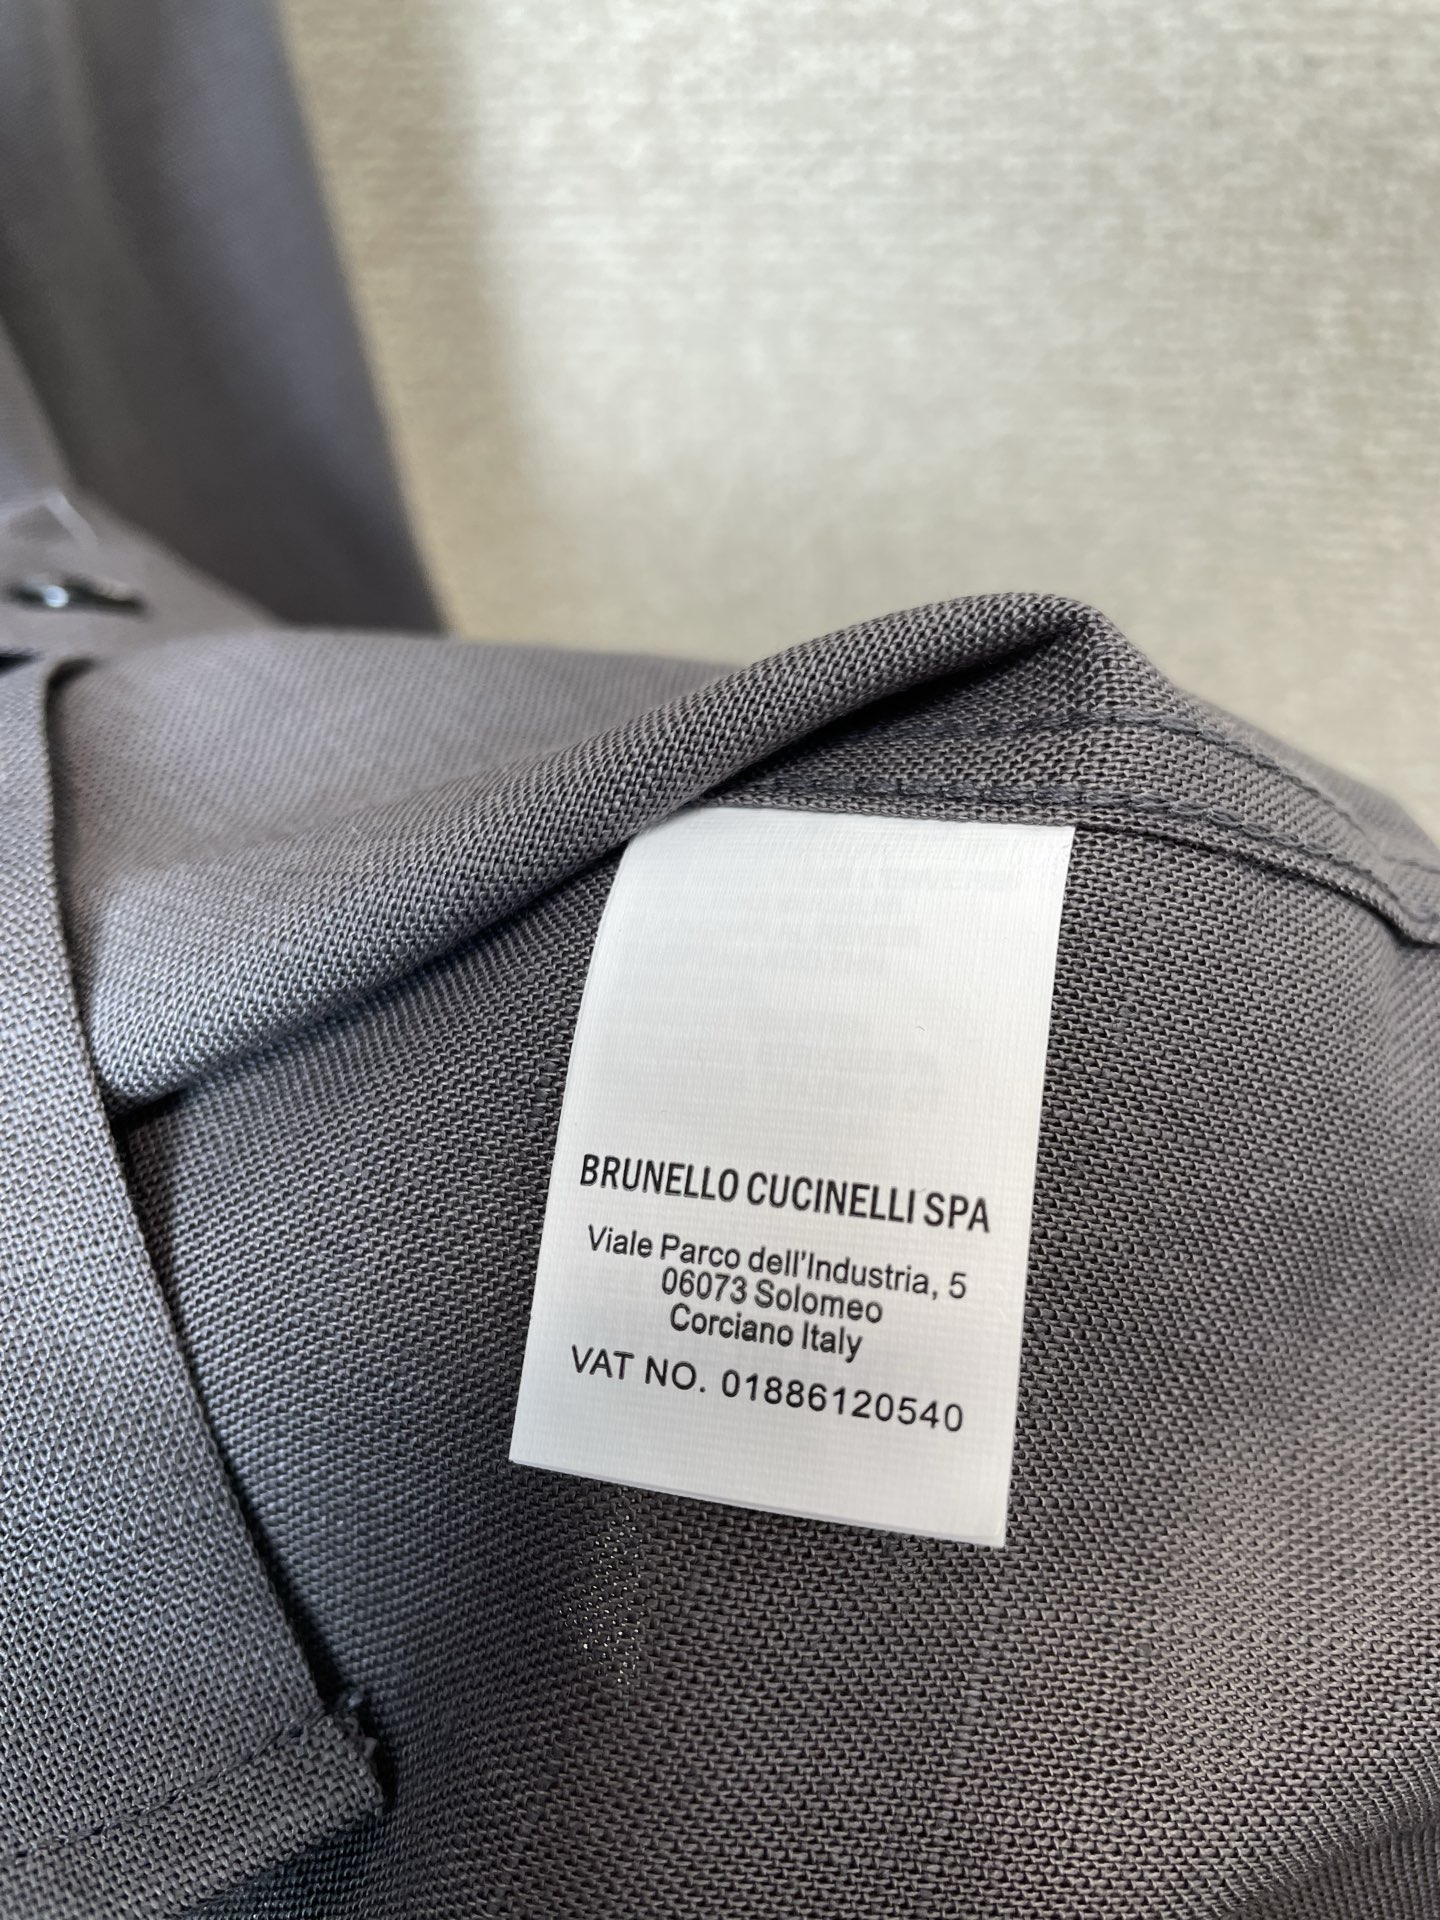 BRUNELLO CUCINELLI SPA
Viale Parco dell'Industria, 5
06073 Solomeo
Corciano Italy
VAT NO. 01886120540